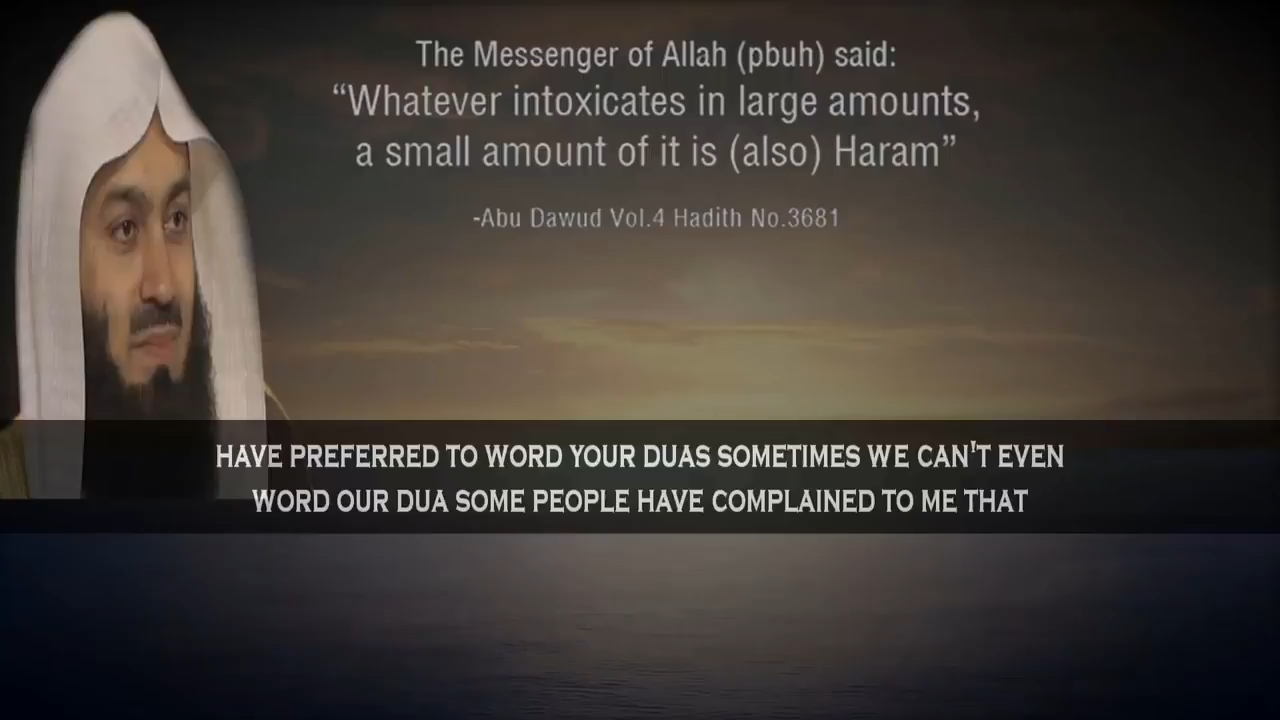 The Messenger of Allah (pbuh) said:
“Whatever intoxicates in large amounts,
a small amount of it is (also) Haram”
-Abu Dawud Vol.4 Hadith No.3681
HAVE PREFERRED TO WORD YOUR DUAS SOMETIMES WE CAN'T EVEN
WORD OUR DUA SOME PEOPLE HAVE COMPLAINED TO ME THAT